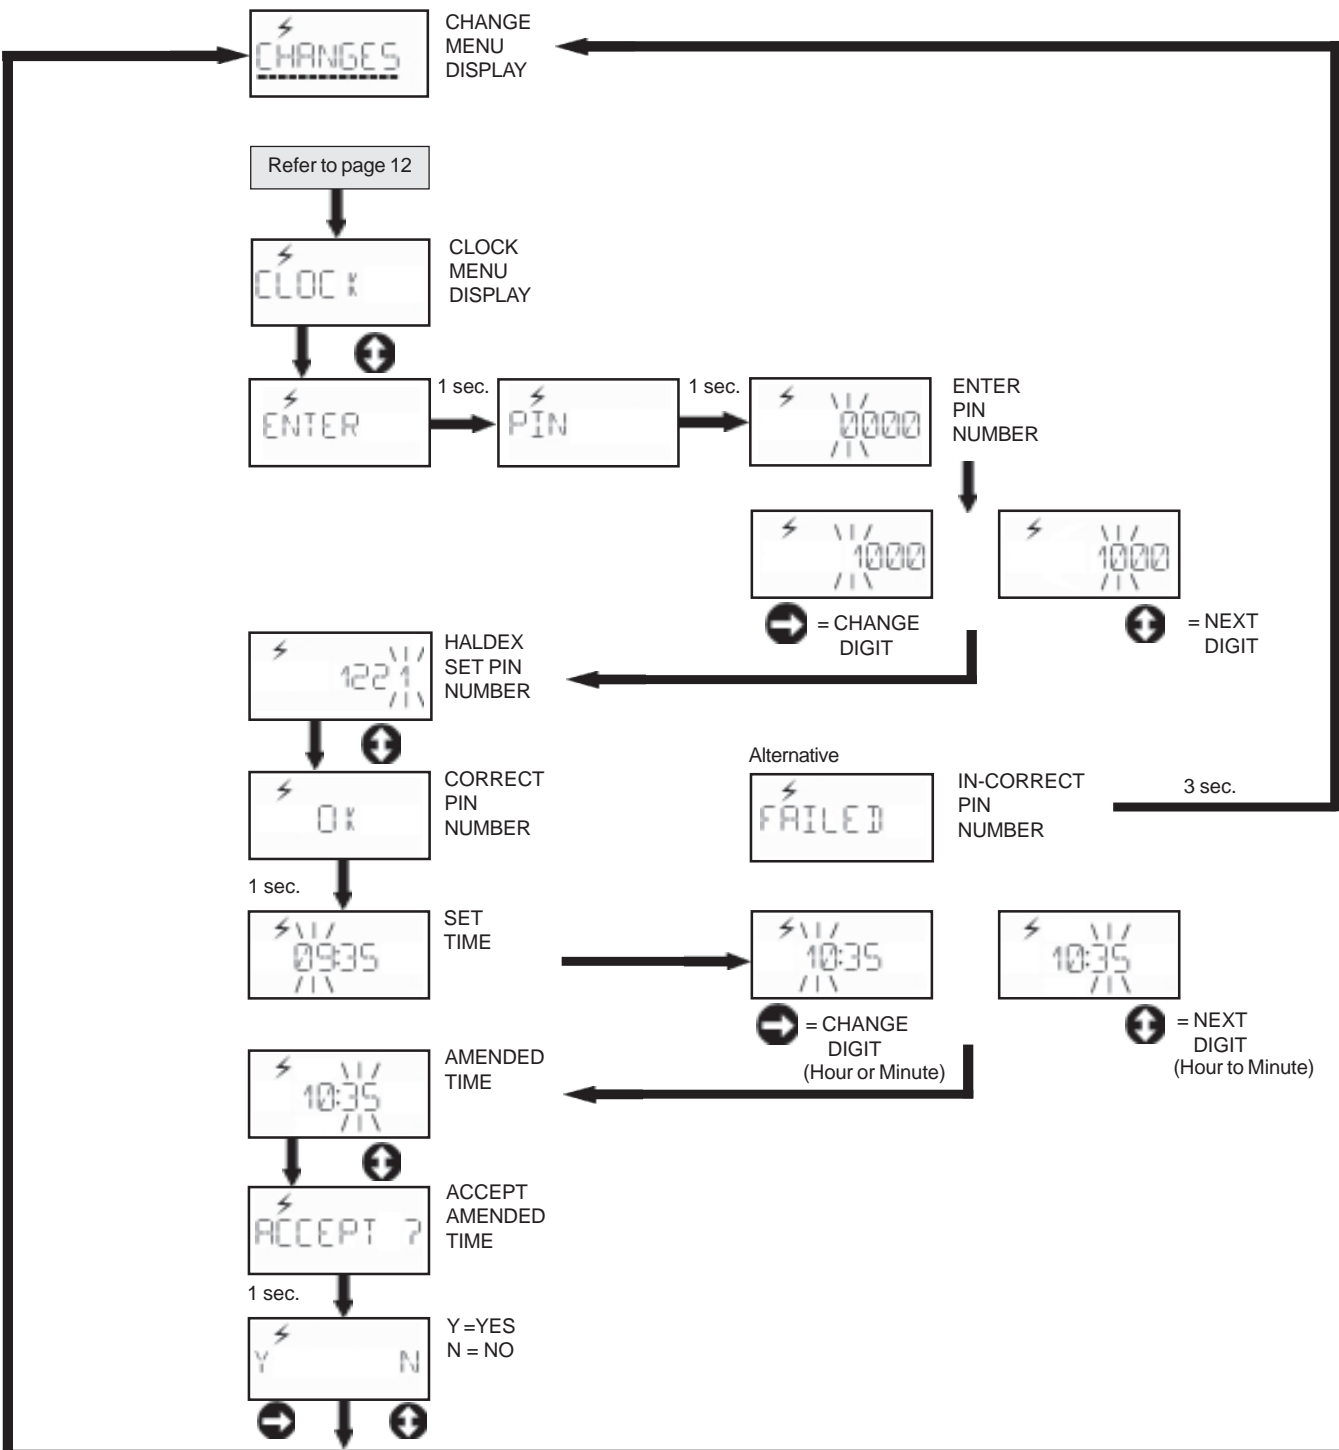 CHANGES
CHANGE
MENU
DISPLAY
Refer to page 12
CLOCK
CLOCK
MENU
DISPLAY
ENTER
1 sec.
PIN
1 sec.
0000
ENTER
PIN
NUMBER
1000
1000
= CHANGE
DIGIT
= NEXT
DIGIT
1221
HALDEX
SET PIN
NUMBER
OK
CORRECT
PIN
NUMBER
Alternative
FAILED
IN-CORRECT
PIN
NUMBER
3 sec.
1 sec.
09:35
SET
TIME
10:35
10:35
= CHANGE
DIGIT
(Hour or Minute)
= NEXT
DIGIT
(Hour to Minute)
10:35
AMENDED
TIME
ACCEPT ?
ACCEPT
AMENDED
TIME
1 sec.
Y N
Y =YES
N = NO